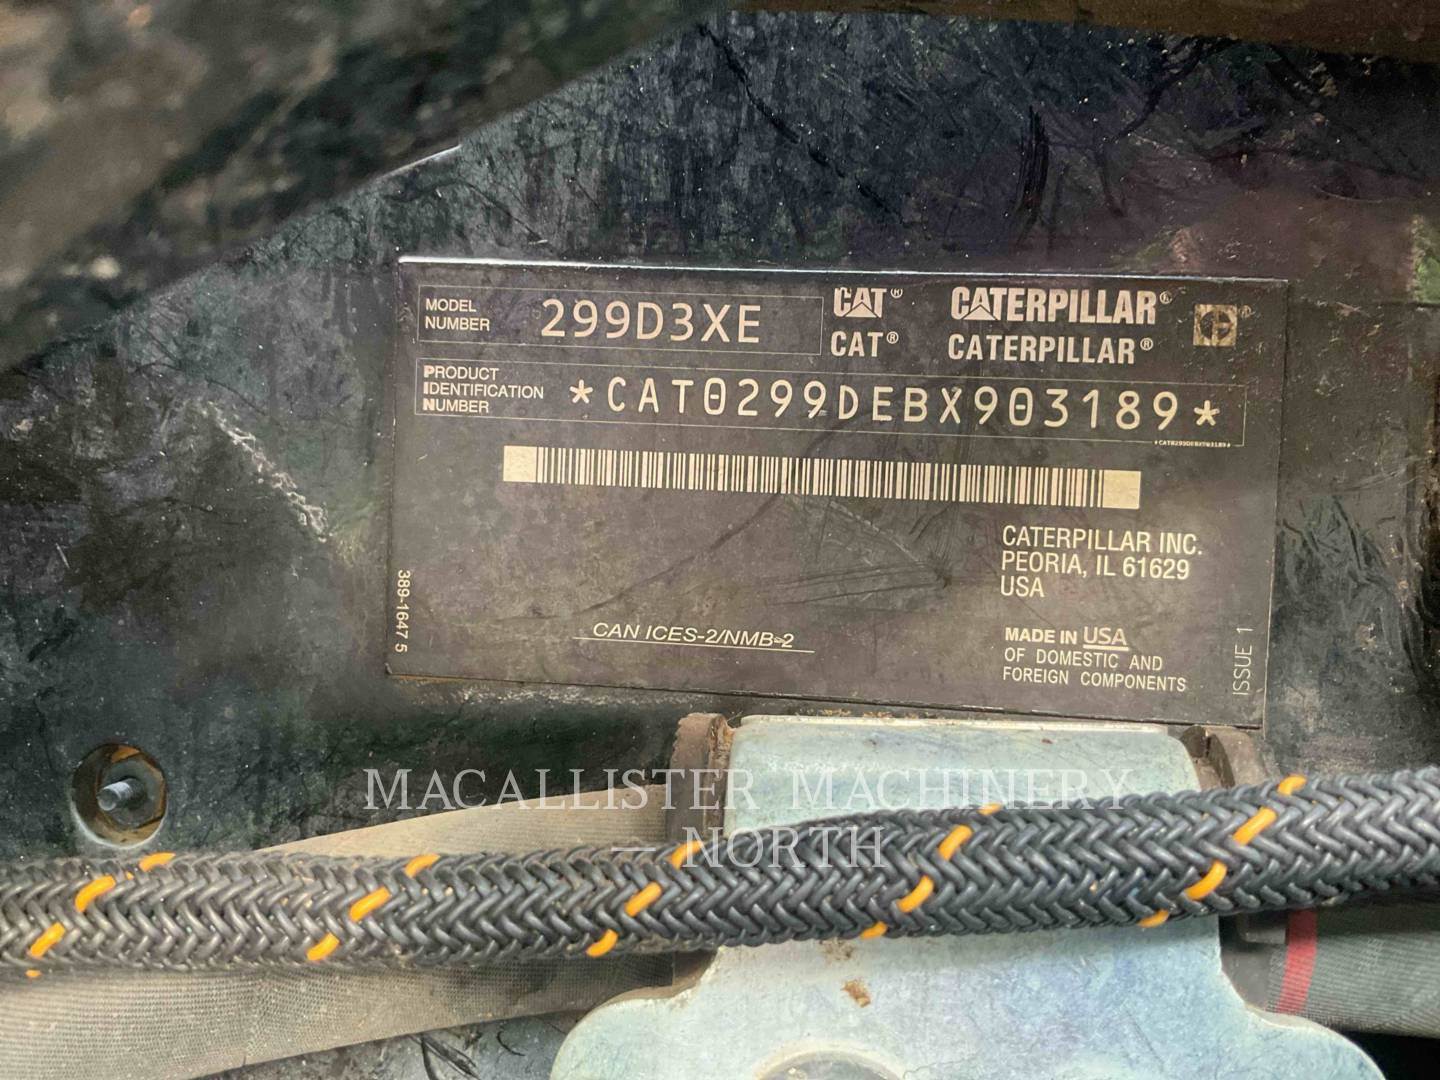 MODEL NUMBER 299D3XE
CAT® CATERPILLAR®
CAT® CATERPILLAR®
PRODUCT IDENTIFICATION NUMBER *CAT0299DEBX903189*
*CAT0299DEBX903189*
CATERPILLAR INC.
PEORIA, IL 61629
USA
389-1647 5
CAN ICES-2/NMB-2
MADE IN USA
OF DOMESTIC AND
FOREIGN COMPONENTS
ISSUE 1
MACALLISTER MACHINERY
— NORTH